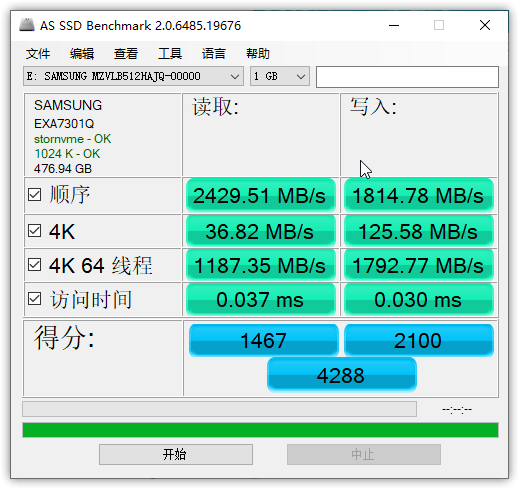 AS SSD Benchmark 2.0.6485.19676
文件 编辑 查看 工具 语言 帮助
E: SAMSUNG MZVLB512HAJQ-00000 1 GB
SAMSUNG
EXA7301Q
stornvme - OK
1024 K - OK
476.94 GB
读取:
写入:
顺序 2429.51 MB/s 1814.78 MB/s
4K 36.82 MB/s 125.58 MB/s
4K 64 线程 1187.35 MB/s 1792.77 MB/s
访问时间 0.037 ms 0.030 ms
得分: 1467 2100
4288
--:--:--
开始 中止